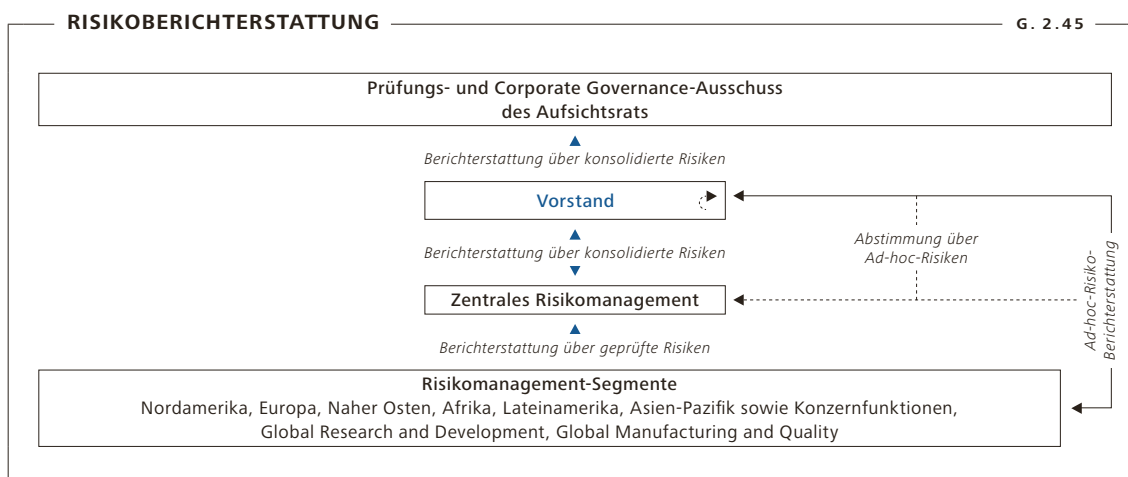 RISIKOBERICHTERSTATTUNG
G. 2.45
Prüfungs- und Corporate Governance-Ausschuss
des Aufsichtsrats
Berichterstattung über konsolidierte Risiken
Vorstand
Berichterstattung über konsolidierte Risiken
Abstimmung über
Ad-hoc-Risiken
Ad-hoc-Risiko-
Berichterstattung
Zentrales Risikomanagement
Berichterstattung über geprüfte Risiken
Risikomanagement-Segmente
Nordamerika, Europa, Naher Osten, Afrika, Lateinamerika, Asien-Pazifik sowie Konzernfunktionen,
Global Research and Development, Global Manufacturing and Quality